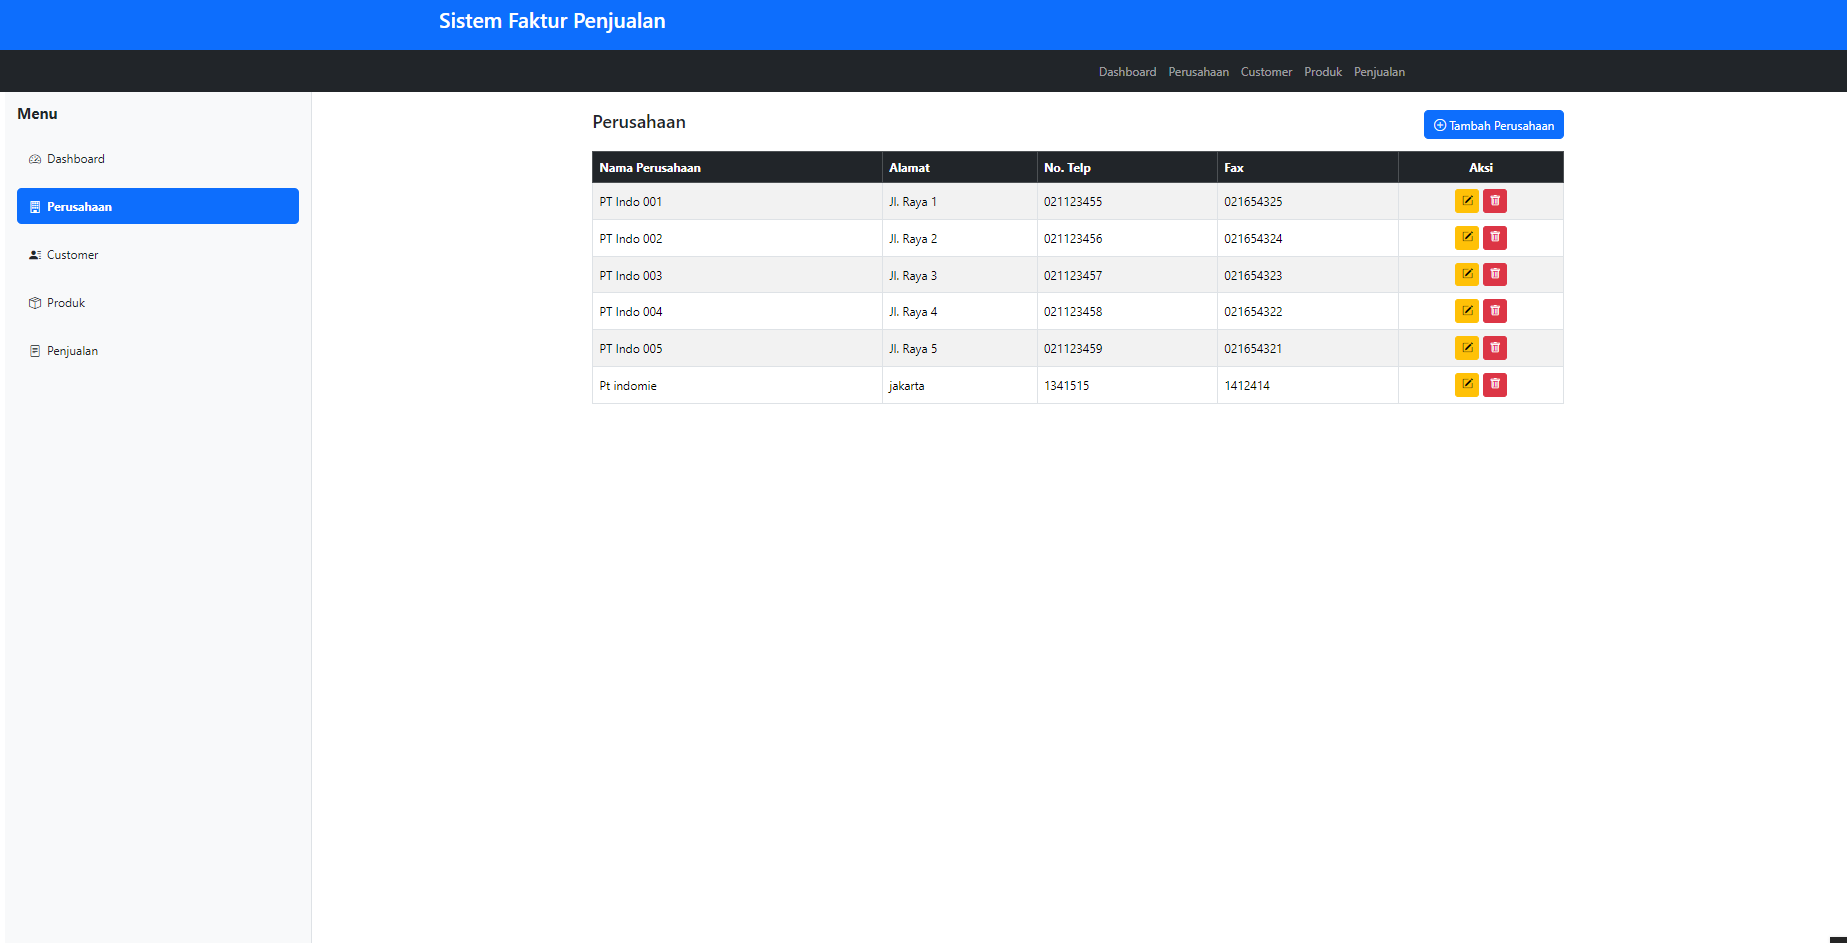 Sistem Faktur Penjualan
Dashboard Perusahaan Customer Produk Penjualan
Menu
Dashboard
Perusahaan
Customer
Produk
Penjualan
Perusahaan
Tambah Perusahaan
Nama Perusahaan Alamat No. Telp Fax Aksi
PT Indo 001 Jl. Raya 1 021123455 021654325
PT Indo 002 Jl. Raya 2 021123456 021654324
PT Indo 003 Jl. Raya 3 021123457 021654323
PT Indo 004 Jl. Raya 4 021123458 021654322
PT Indo 005 Jl. Raya 5 021123459 021654321
Pt indomie jakarta 1341515 1412414